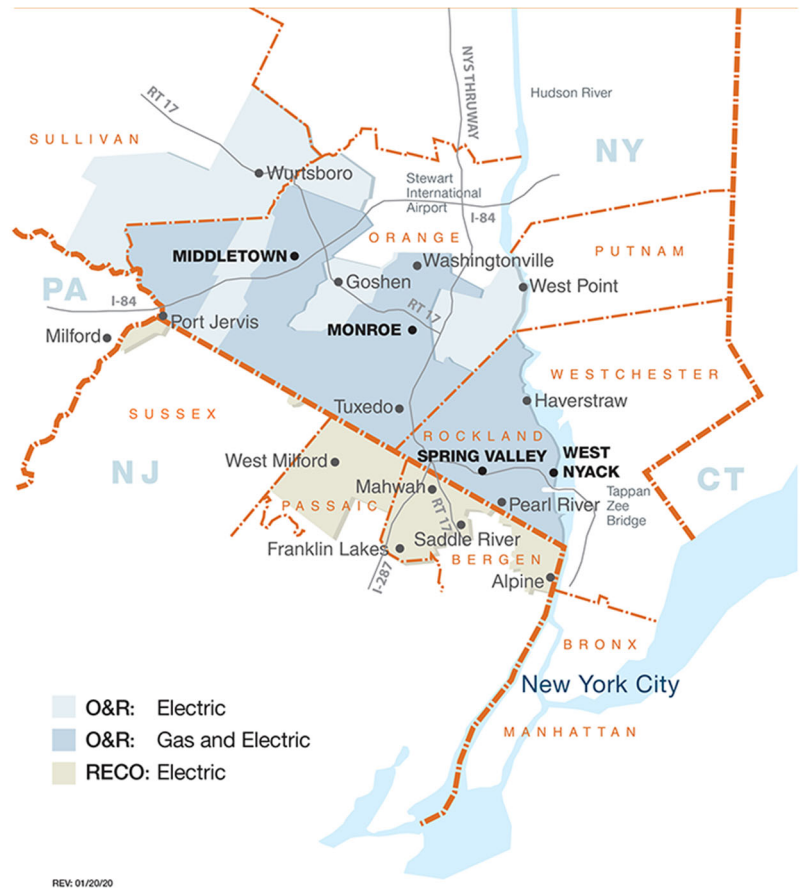 NYS THRUWAY
Hudson River
RT 17
SULLIVAN
NY
Wurtsboro
Stewart
International
Airport
I-84
ORANGE
PUTNAM
MIDDLETOWN
Washingtonville
Goshen
West Point
PA
I-84
RT 17
Port Jervis
MONROE
Milford
WESTCHESTER
SUSSEX
Tuxedo
Haverstraw
ROCKLAND
SPRING VALLEY
WEST
NYACK
West Milford
NJ
CT
Mahwah
RT 17
PASSAIC
Pearl River
Tappan
Zee
Bridge
Saddle River
Franklin Lakes
BERGEN
I-287
Alpine
BRONX
New York City
MANHATTAN
O&R: Electric
O&R: Gas and Electric
RECO: Electric
REV: 01/20/20